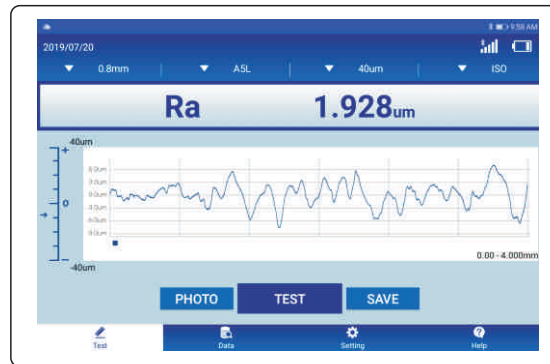 9:58 AM
2019/07/20
0.8mm A5L 40um ISO
Ra 1.928um
40um
+
0
-
-40um
0.00 - 4.000mm
PHOTO TEST SAVE
Test Data Setting Help